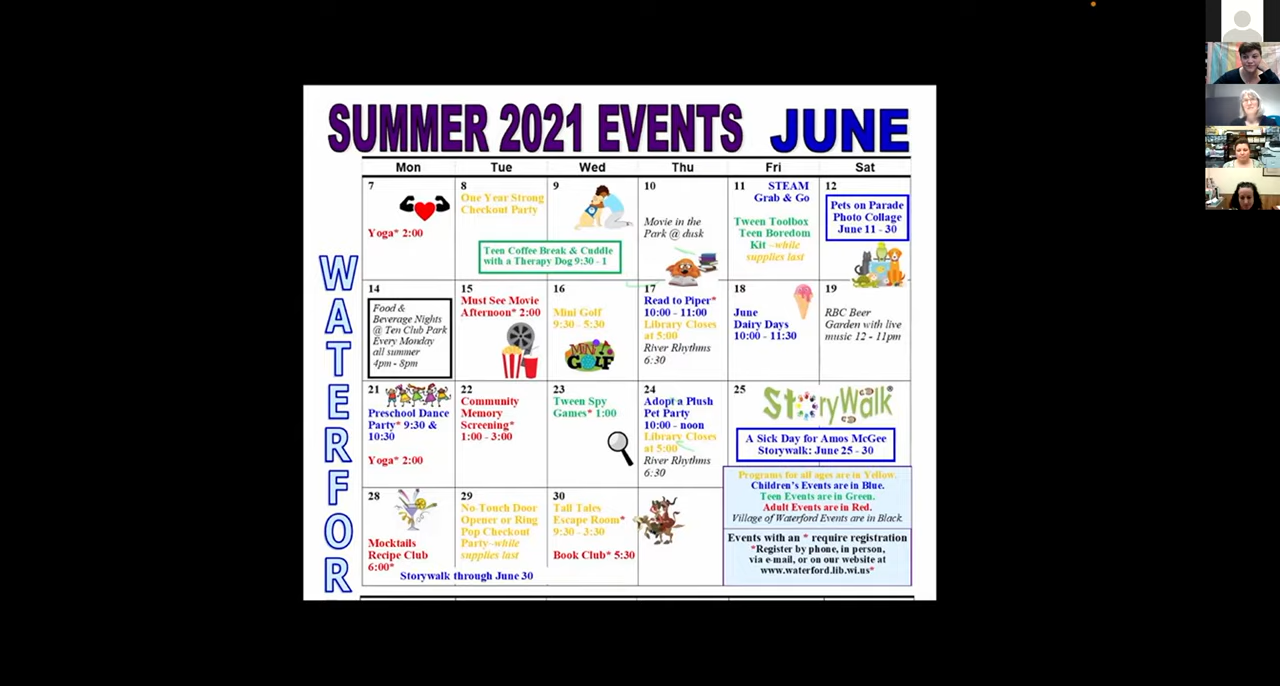 SUMMER 2021 EVENTS JUNE
Mon Tue Wed Thu Fri Sat
7
Yoga* 2:00
8
One Year Strong
Checkout Party
9
Teen Coffee Break & Cuddle
with a Therapy Dog 9:30 - 1
10
Movie in the
Park @ dusk
11 STEAM
Grab & Go
Tween Toolbox
Teen Boredom
Kit –while
supplies last
12
Pets on Parade
Photo Collage
June 11 - 30
14
Food &
Beverage Nights
@ Ten Club Park
Every Monday
all summer
4pm - 8pm
15
Must See Movie
Afternoon* 2:00
16
Mini Golf
9:30 - 5:30
MINI
GOLF
17
Read to Piper*
10:00 - 11:00
Library Closes
at 5:00
River Rhythms
6:30
18
June
Dairy Days
10:00 - 11:30
19
RBC Beer
Garden with live
music 12 - 11pm
21
Preschool Dance
Party* 9:30 &
10:30
Yoga* 2:00
22
Community
Memory
Screening*
1:00 - 3:00
23
Tween Spy
Games* 1:00
24
Adopt a Plush
Pet Party
10:00 - noon
Library Closes
at 5:00
River Rhythms
6:30
25
StoryWalk®
A Sick Day for Amos McGee
Storywalk: June 25 - 30
28
Mocktails
Recipe Club
6:00*
29
No-Touch Door
Opener or Ring
Pop Checkout
Party–while
supplies last
30
Tall Tales
Escape Room*
9:30 - 3:30
Book Club* 5:30
Storywalk through June 30
Programs for all ages are in Yellow.
Children's Events are in Blue.
Teen Events are in Green.
Adult Events are in Red.
Village of Waterford Events are in Black
Events with an * require registration
*Register by phone, in person,
via e-mail, or on our website at
www.waterford.lib.wi.us*
WATERFOR